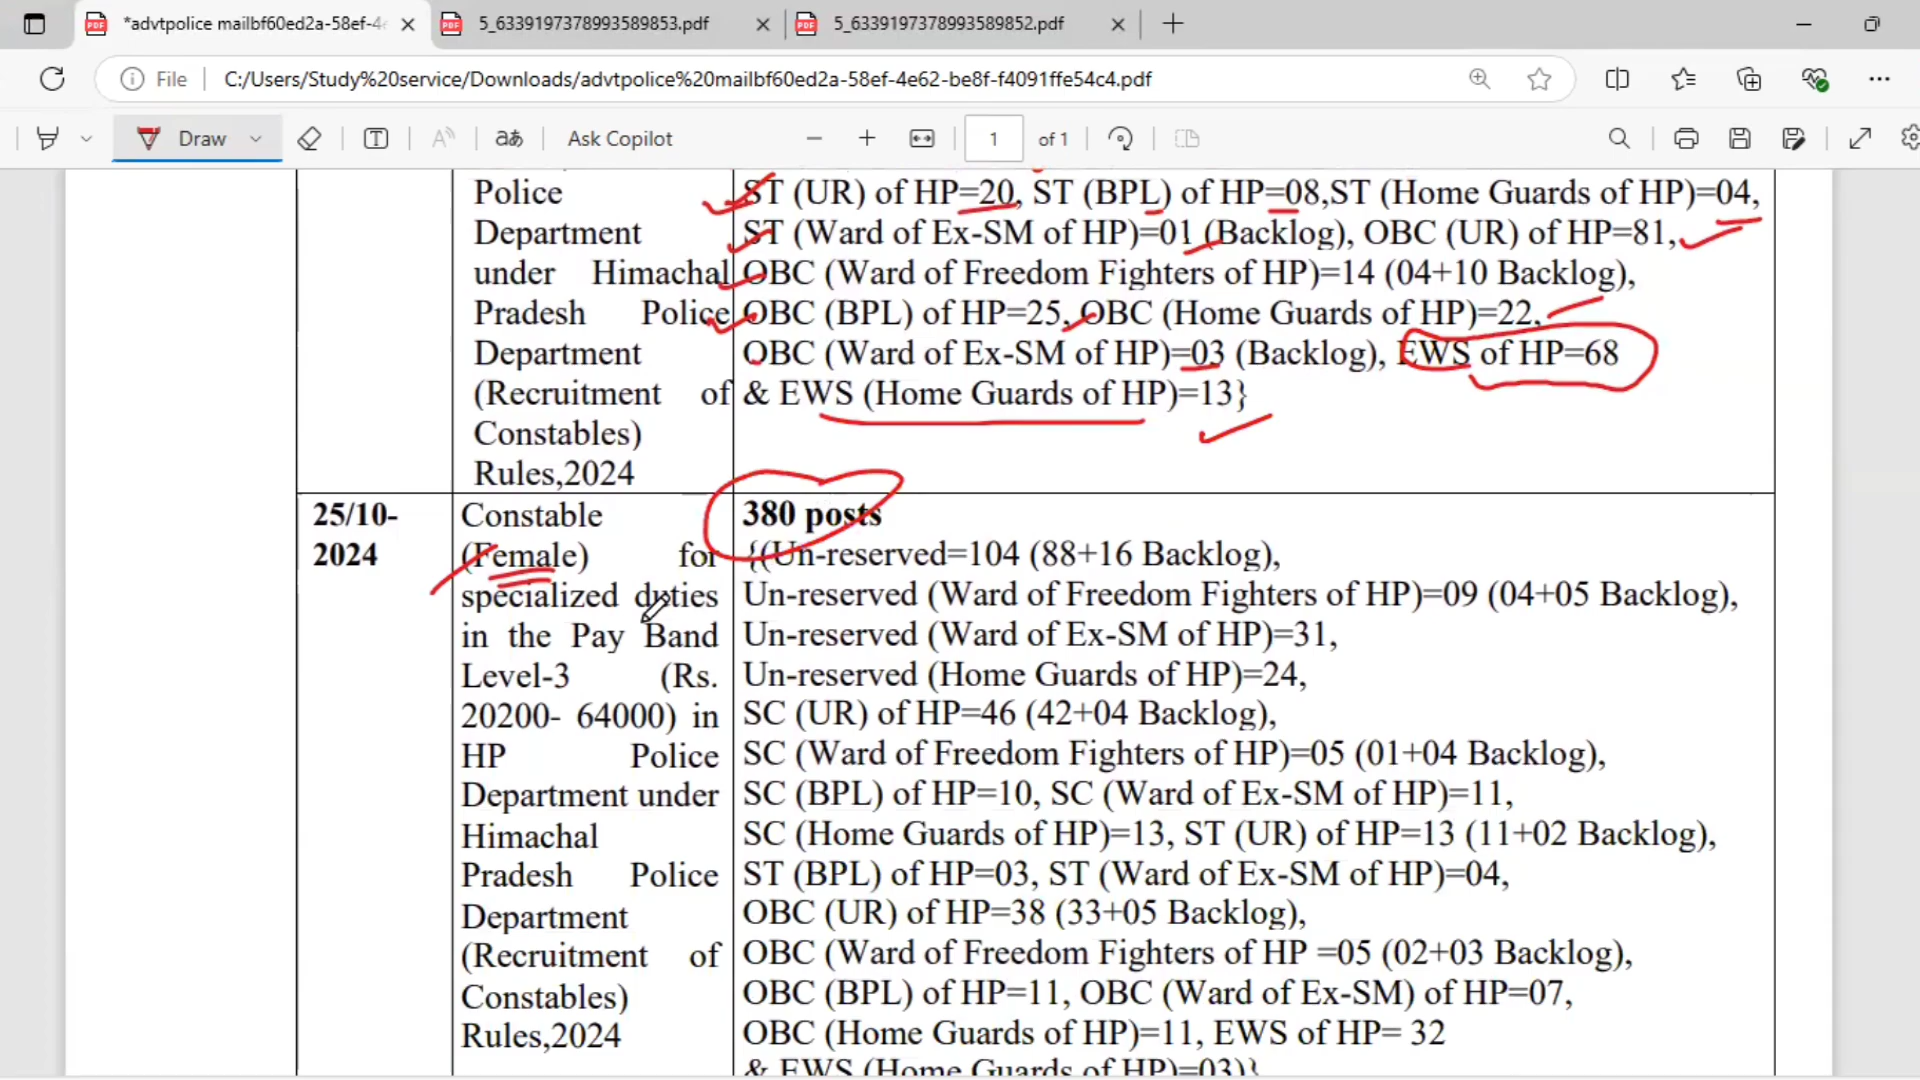 *advtpolice mailbf60ed2a-58ef-4
5_6339197378993589853.pdf
5_6339197378993589852.pdf
File
C:/Users/Study%20service/Downloads/advtpolice%20mailbf60ed2a-58ef-4e62-be8f-f4091ffe54c4.pdf
Draw
aあ
Ask Copilot
1 of 1
Police
Department
under Himachal
Pradesh Police
Department
(Recruitment of
Constables)
Rules,2024
ST (UR) of HP=20, ST (BPL) of HP=08,ST (Home Guards of HP)=04,
ST (Ward of Ex-SM of HP)=01 (Backlog), OBC (UR) of HP=81,
OBC (Ward of Freedom Fighters of HP)=14 (04+10 Backlog),
OBC (BPL) of HP=25, OBC (Home Guards of HP)=22,
OBC (Ward of Ex-SM of HP)=03 (Backlog), EWS of HP=68
& EWS (Home Guards of HP)=13}
25/10-
2024
Constable
(Female) for
specialized duties
in the Pay Band
Level-3 (Rs.
20200- 64000) in
HP Police
Department under
Himachal
Pradesh Police
Department
(Recruitment of
Constables)
Rules,2024
380 posts
{(Un-reserved=104 (88+16 Backlog),
Un-reserved (Ward of Freedom Fighters of HP)=09 (04+05 Backlog),
Un-reserved (Ward of Ex-SM of HP)=31,
Un-reserved (Home Guards of HP)=24,
SC (UR) of HP=46 (42+04 Backlog),
SC (Ward of Freedom Fighters of HP)=05 (01+04 Backlog),
SC (BPL) of HP=10, SC (Ward of Ex-SM of HP)=11,
SC (Home Guards of HP)=13, ST (UR) of HP=13 (11+02 Backlog),
ST (BPL) of HP=03, ST (Ward of Ex-SM of HP)=04,
OBC (UR) of HP=38 (33+05 Backlog),
OBC (Ward of Freedom Fighters of HP =05 (02+03 Backlog),
OBC (BPL) of HP=11, OBC (Ward of Ex-SM) of HP=07,
OBC (Home Guards of HP)=11, EWS of HP= 32
& EWS (Home Guards of HP)=03)}